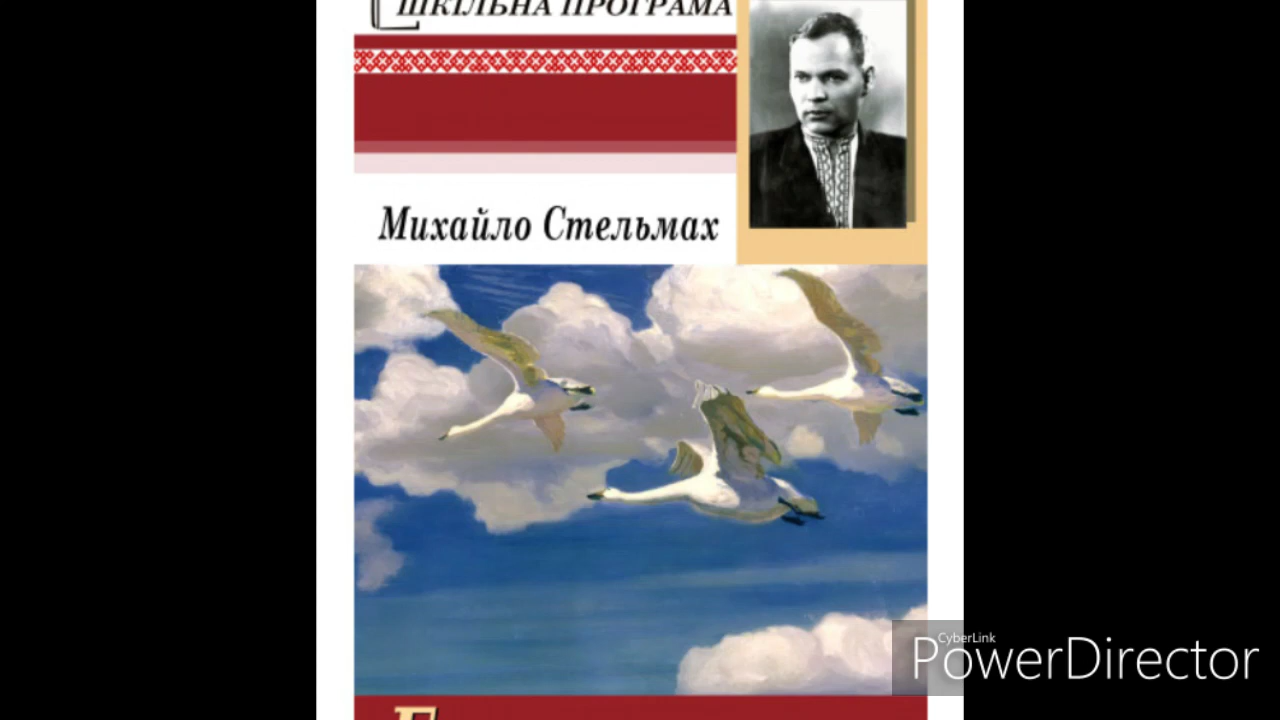 ШКІЛЬНА ПРОГРАМА
Михайло Стельмах
CyberLink
PowerDirector